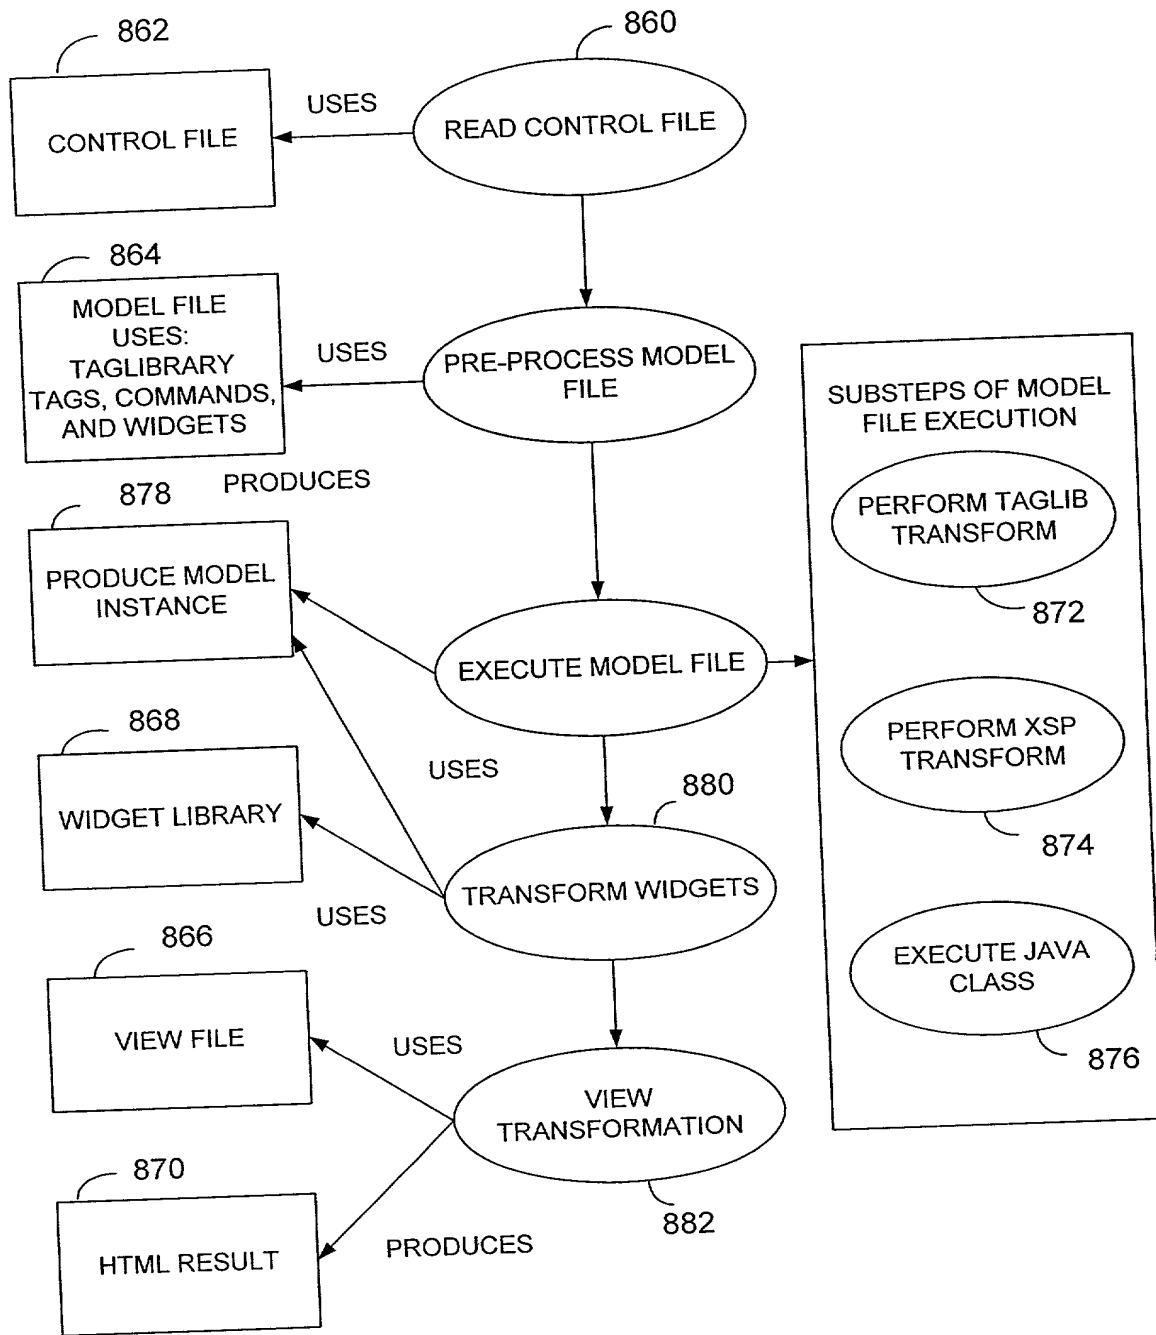 862
860
CONTROL FILE
USES
READ CONTROL FILE
864
MODEL FILE
USES:
TAGLIBRARY
TAGS, COMMANDS,
AND WIDGETS
USES
PRE-PROCESS MODEL
FILE
SUBSTEPS OF MODEL
FILE EXECUTION
PERFORM TAGLIB
TRANSFORM
872
878
PRODUCES
PRODUCE MODEL
INSTANCE
EXECUTE MODEL FILE
PERFORM XSP
TRANSFORM
874
868
USES
880
WIDGET LIBRARY
TRANSFORM WIDGETS
USES
EXECUTE JAVA
CLASS
876
866
VIEW FILE
USES
VIEW
TRANSFORMATION
882
870
HTML RESULT
PRODUCES